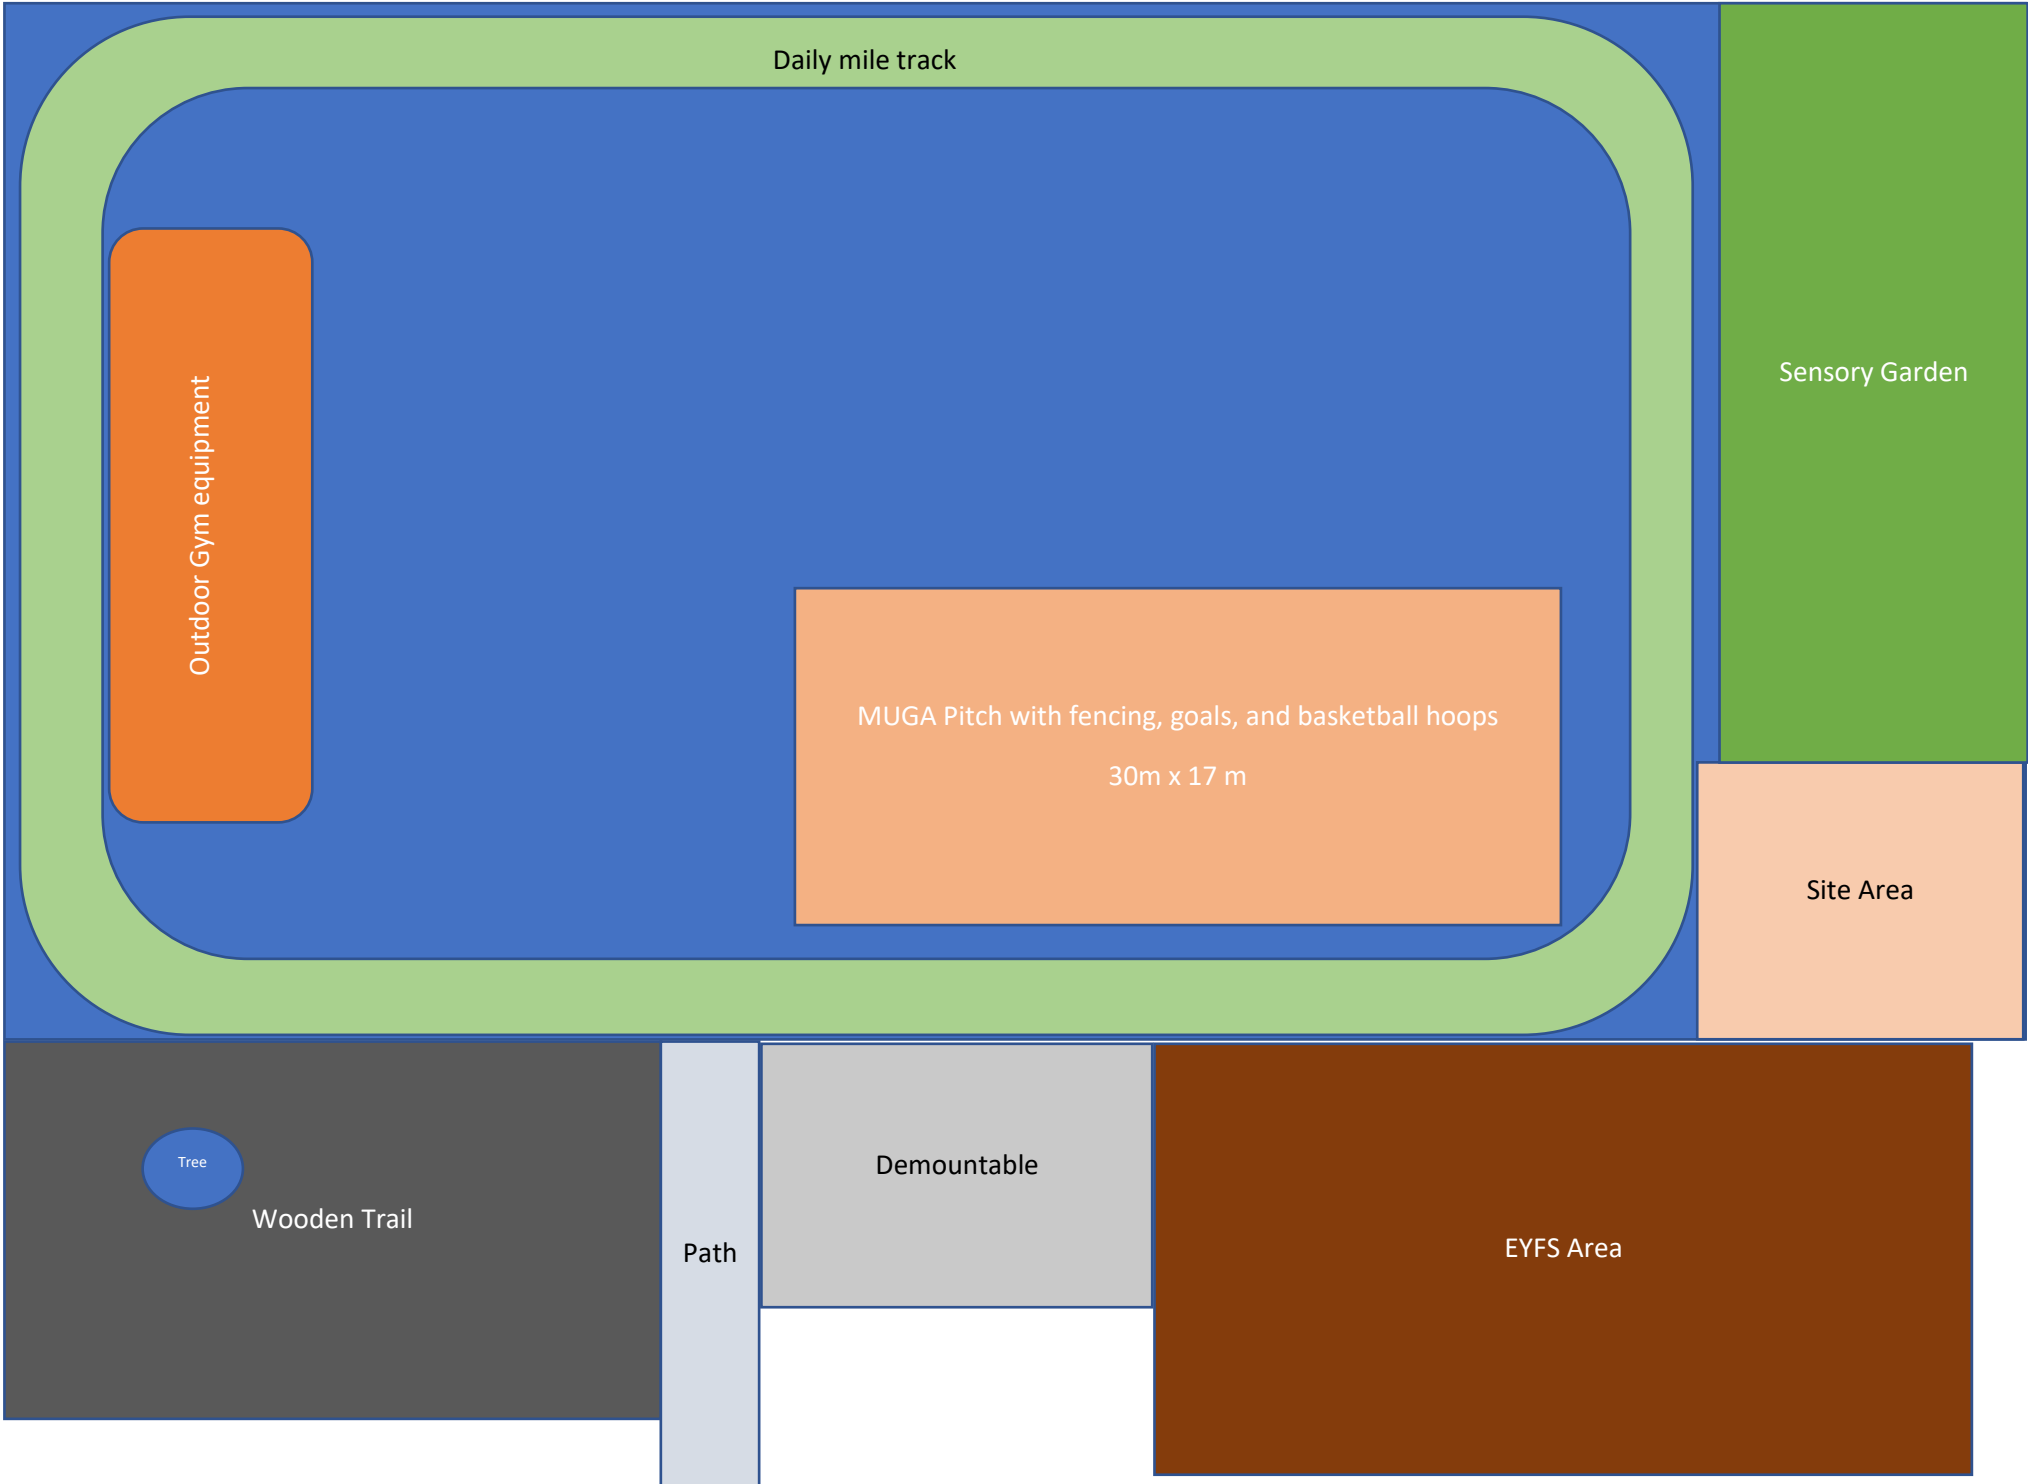 Daily mile track
Sensory Garden
Outdoor Gym equipment
MUGA Pitch with fencing, goals, and basketball hoops
30m x 17 m
Site Area
Tree
Wooden Trail
Path
Demountable
EYFS Area